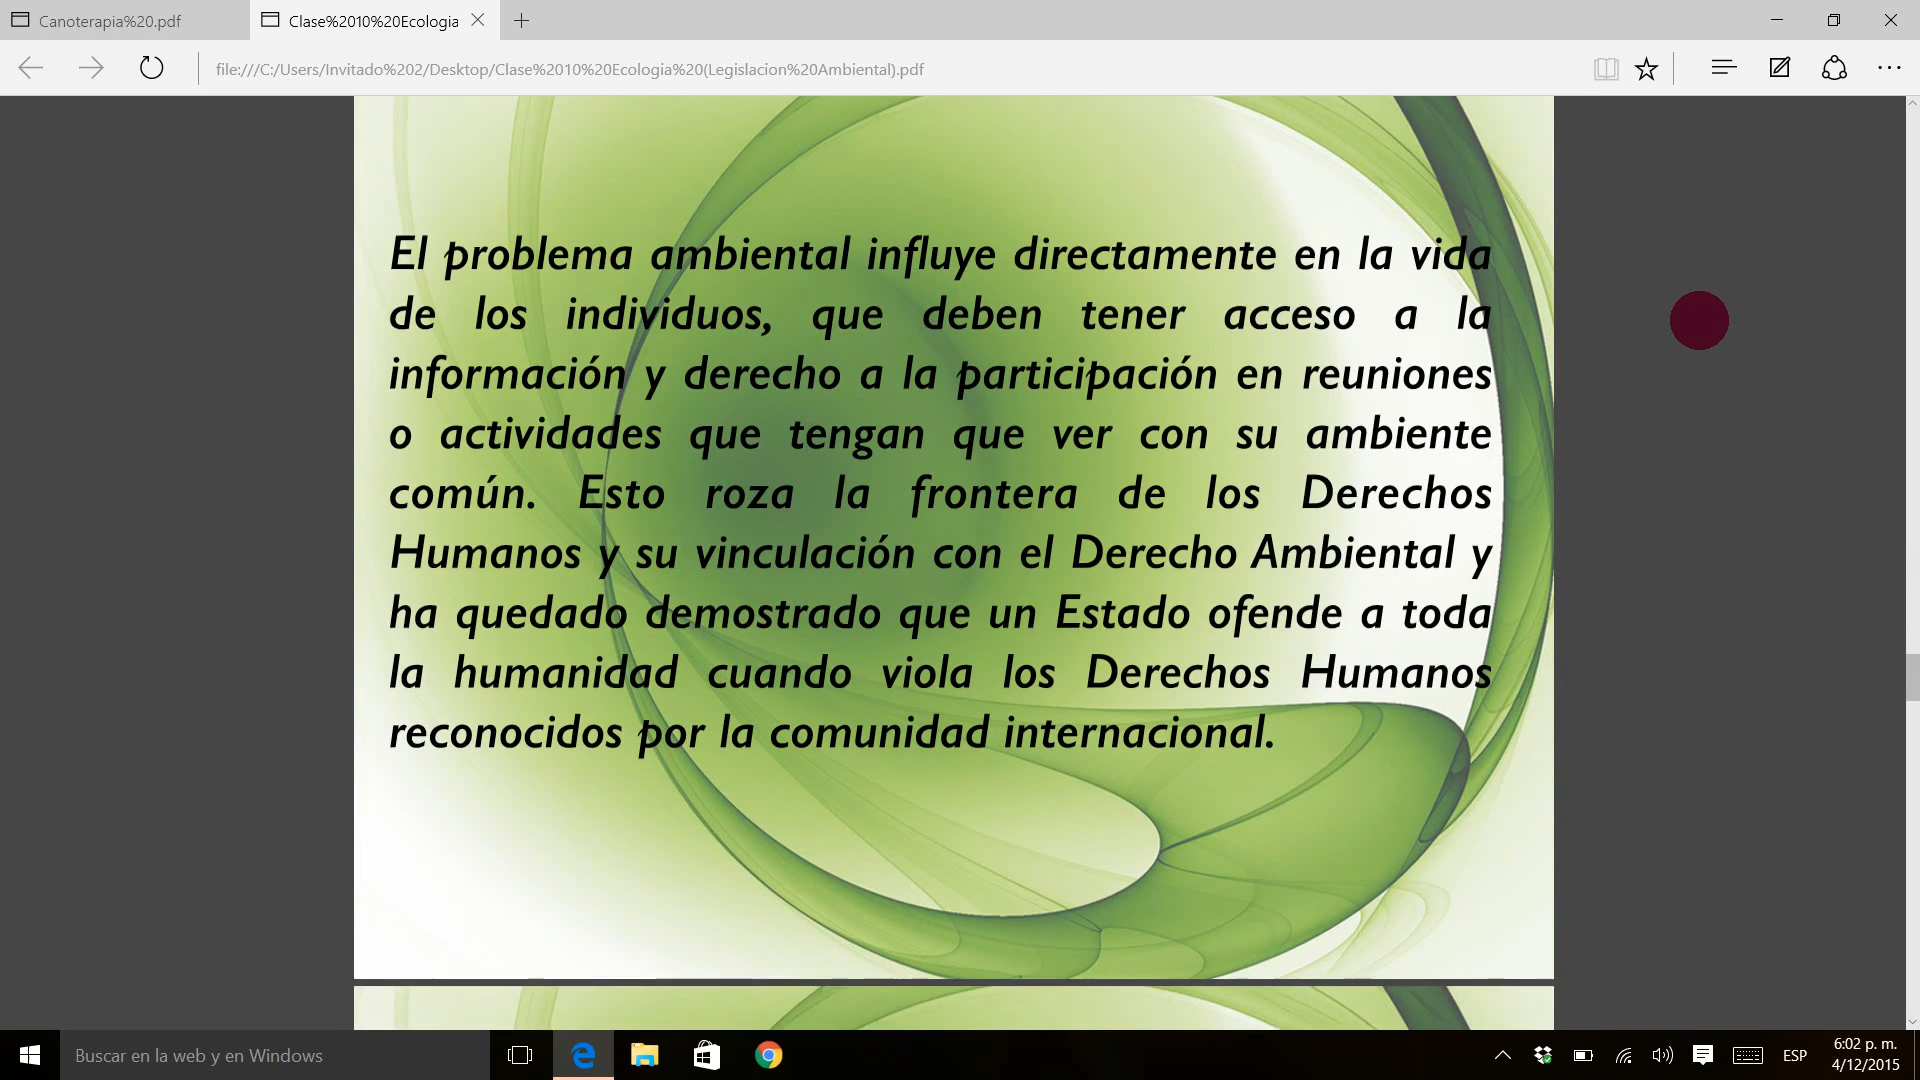 Canoterapia%20.pdf
Clase%2010%20Ecologia
file:///C:/Users/Invitado%202/Desktop/Clase%2010%20Ecologia%20(Legislacion%20Ambiental).pdf
El problema ambiental influye directamente en la vida
de los individuos, que deben tener acceso a la
información y derecho a la participación en reuniones
o actividades que tengan que ver con su ambiente
común. Esto roza la frontera de los Derechos
Humanos y su vinculación con el Derecho Ambiental y
ha quedado demostrado que un Estado ofende a toda
la humanidad cuando viola los Derechos Humanos
reconocidos por la comunidad internacional.
Buscar en la web y en Windows
ESP
6:02 p. m.
4/12/2015